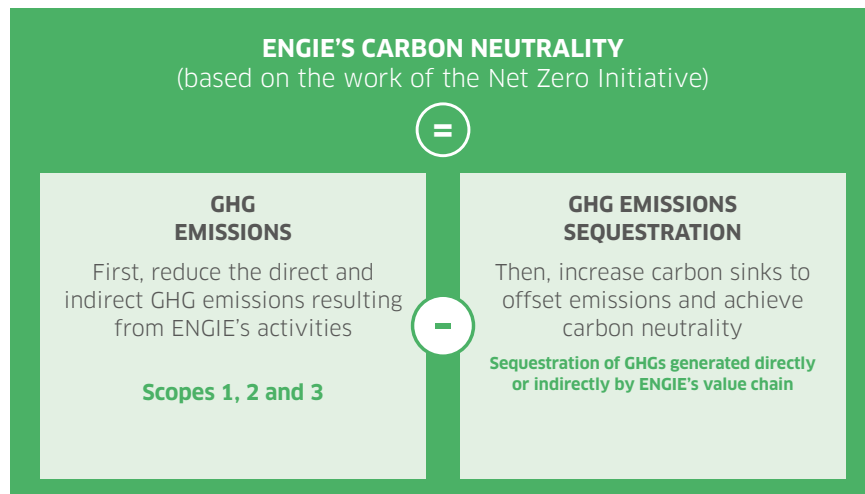 ENGIE'S CARBON NEUTRALITY
(based on the work of the Net Zero Initiative)
=
GHG
EMISSIONS
First, reduce the direct and
indirect GHG emissions resulting
from ENGIE's activities
Scopes 1, 2 and 3
-
GHG EMISSIONS
SEQUESTRATION
Then, increase carbon sinks to
offset emissions and achieve
carbon neutrality
Sequestration of GHGs generated directly
or indirectly by ENGIE's value chain